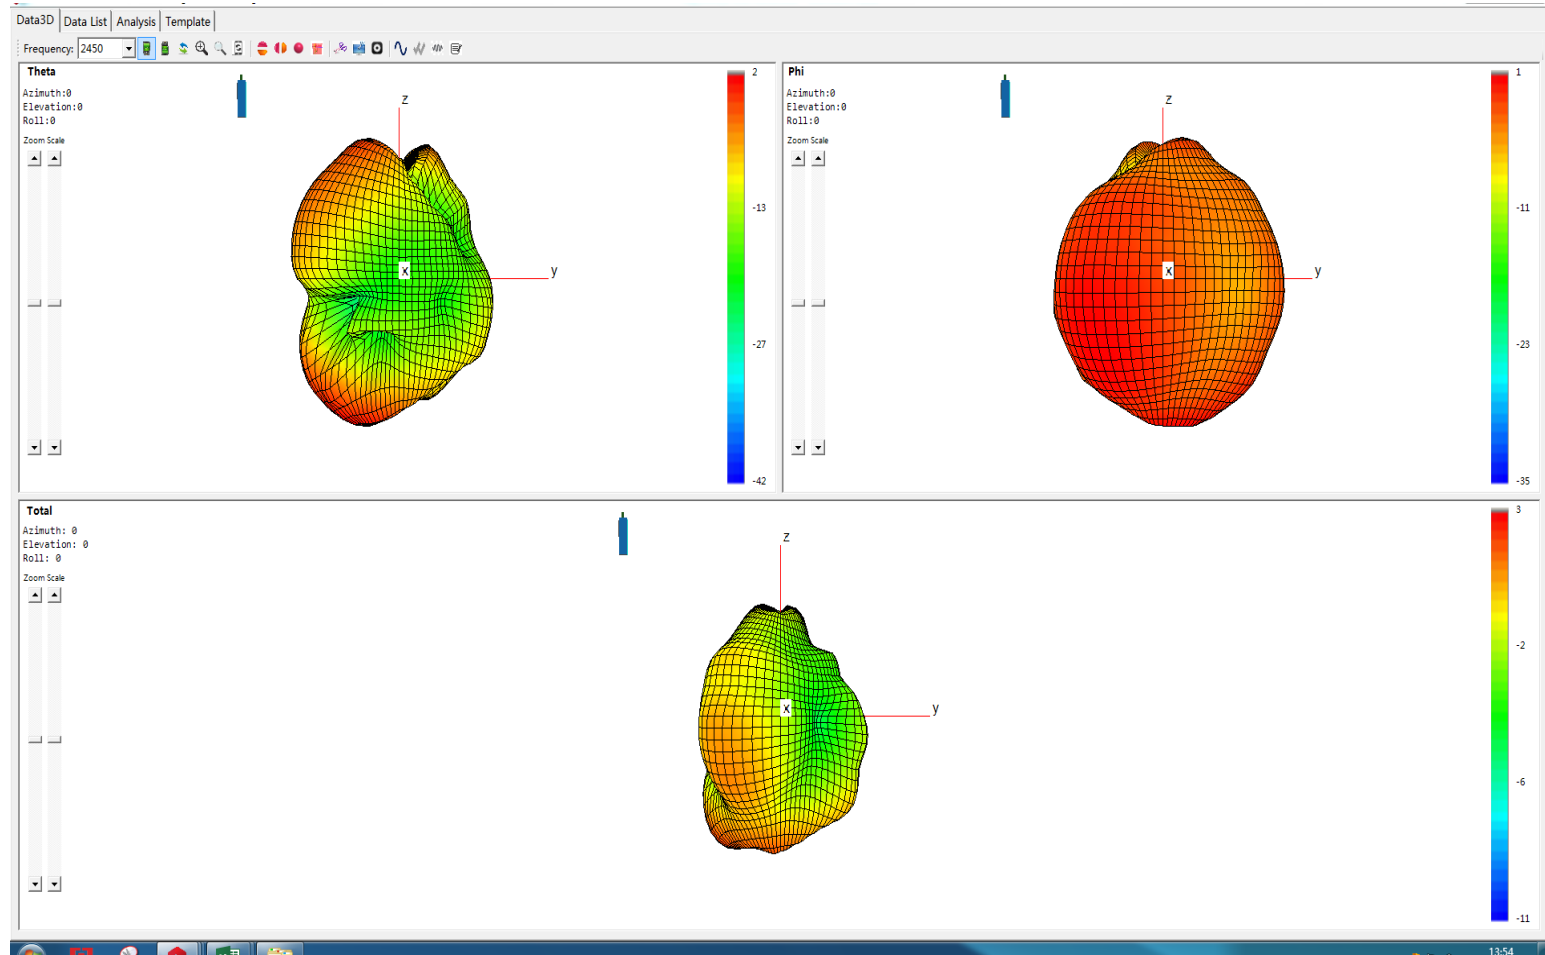 Data3D Data List Analysis Template
Frequency: 2450
Theta
Azimuth:0
Elevation:0
Roll:0
Zoom Scale
z
y
x
2
-13
-27
-42
Phi
Azimuth:0
Elevation:0
Roll:0
Zoom Scale
z
y
x
1
-11
-23
-35
Total
Azimuth: 0
Elevation: 0
Roll: 0
Zoom Scale
z
y
x
3
-2
-6
-11
13:54